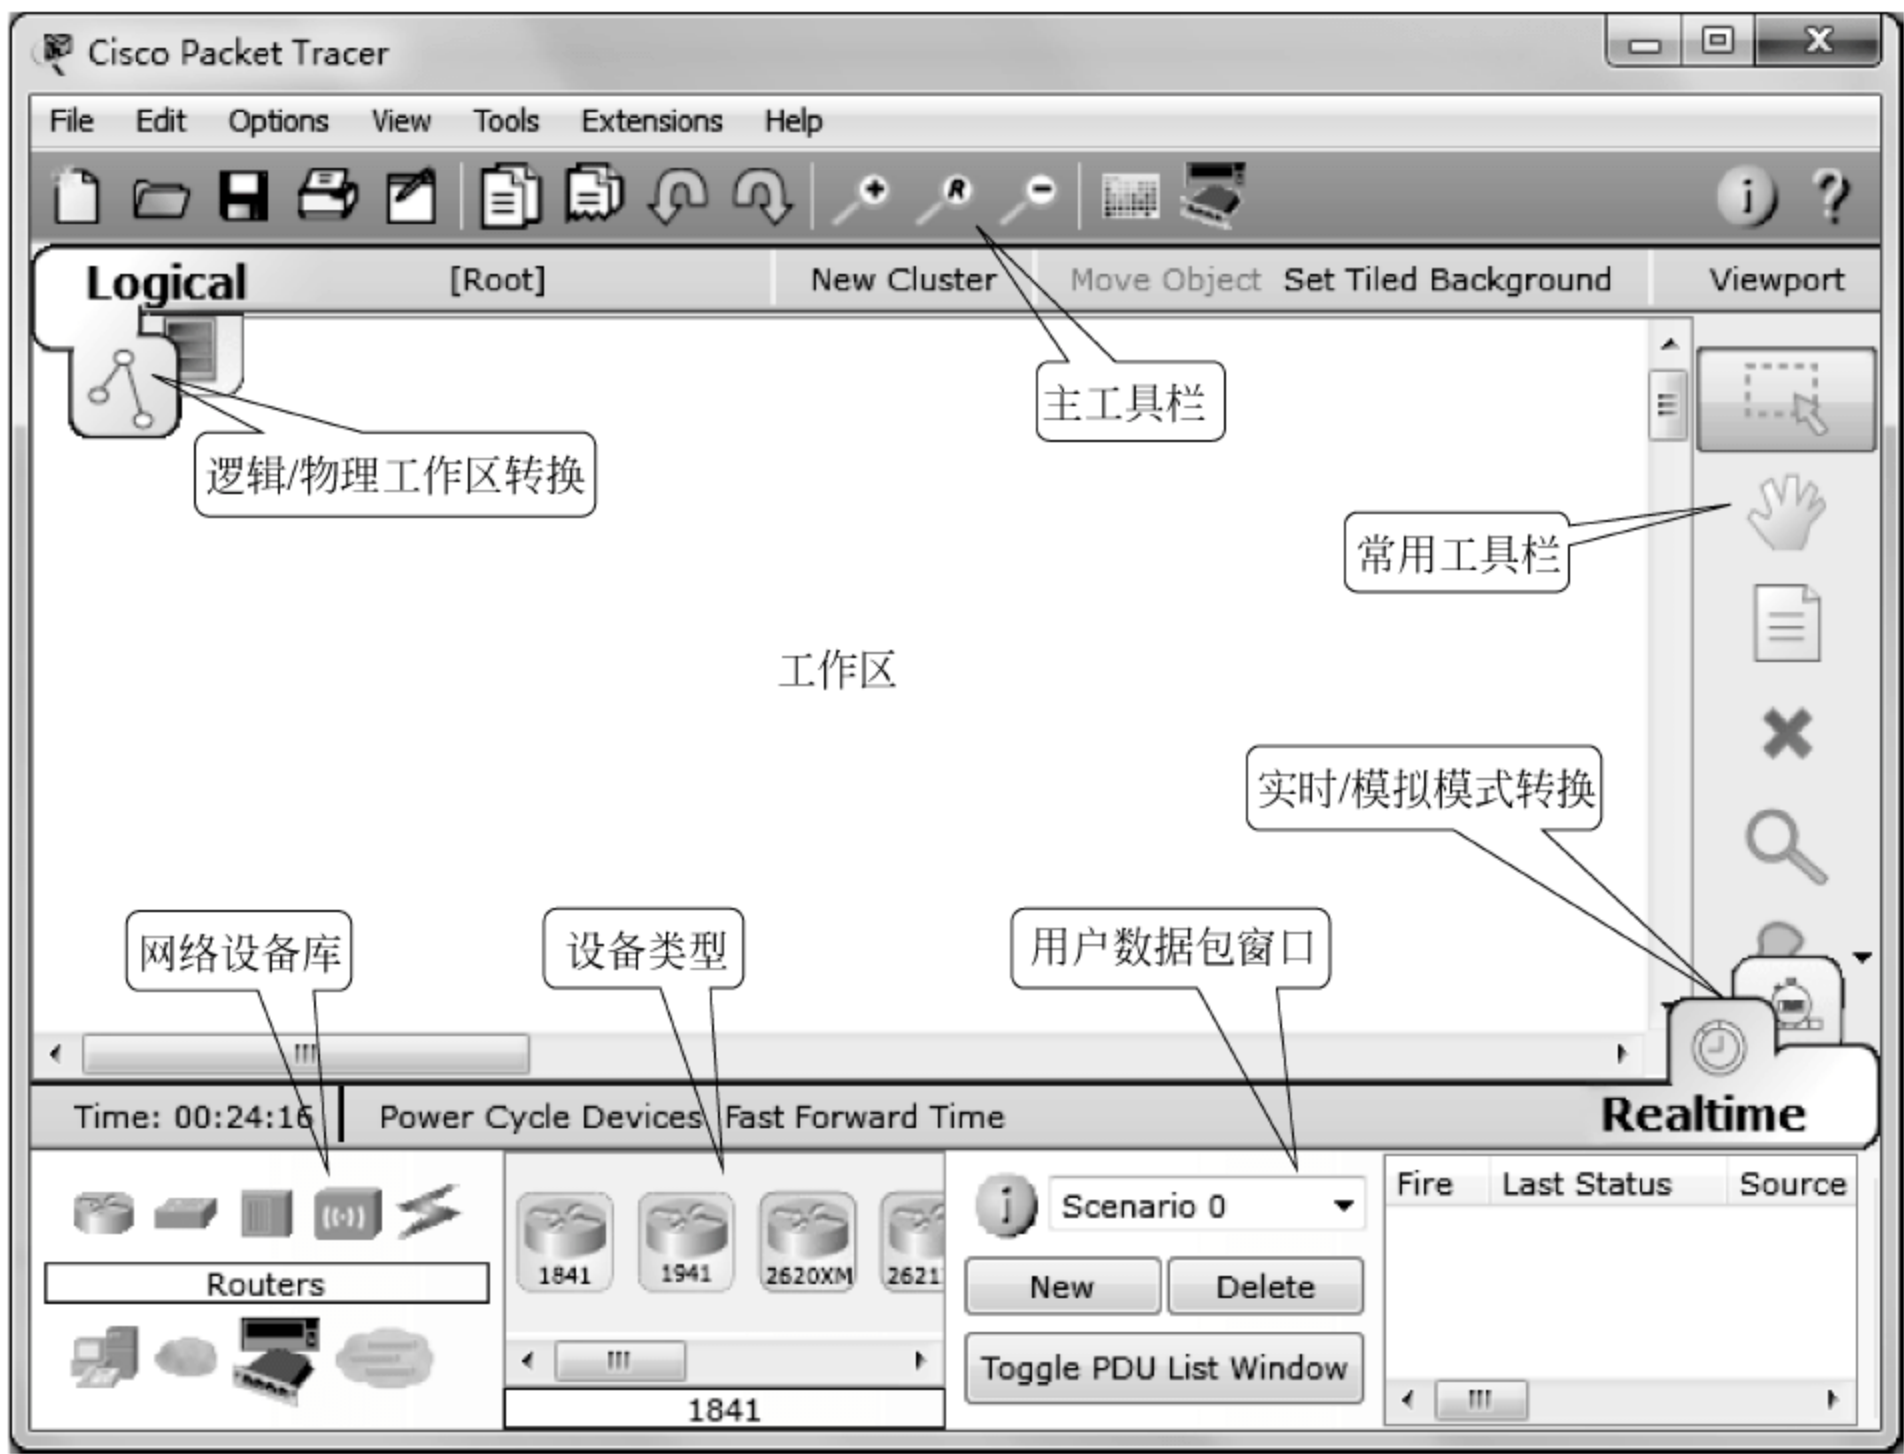 Cisco Packet Tracer
File Edit Options View Tools Extensions Help
Logical [Root] New Cluster Move Object Set Tiled Background Viewport
主工具栏
逻辑/物理工作区转换
常用工具栏
工作区
实时/模拟模式转换
网络设备库
设备类型
用户数据包窗口
Time: 00:24:16 Power Cycle Devices Fast Forward Time
Realtime
Routers
1841 1941 2620XM 2621
1841
Scenario 0
New Delete
Toggle PDU List Window
Fire Last Status Source